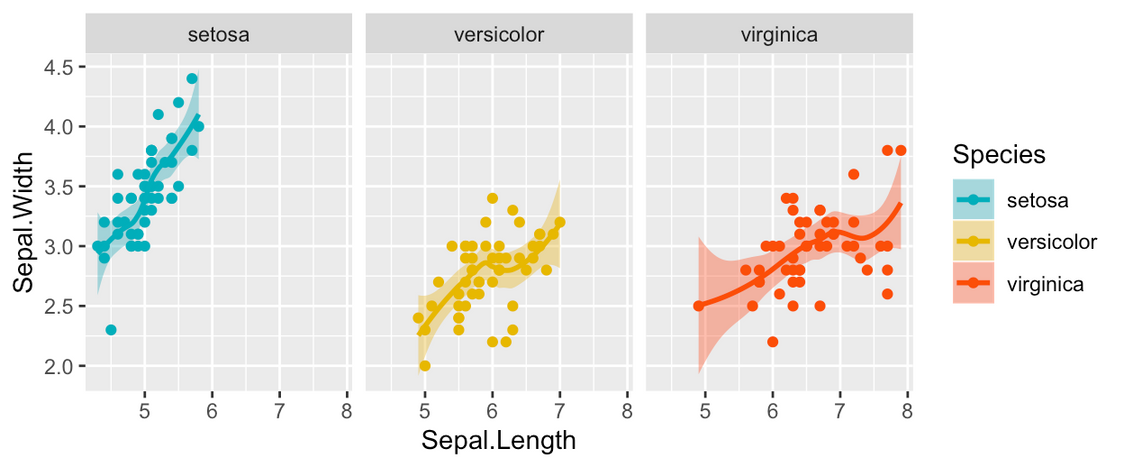 setosa versicolor virginica
4.5
4.0
3.5
3.0
2.5
2.0
Sepal.Width
5 6 7 8 5 6 7 8 5 6 7 8
Sepal.Length
Species
setosa
versicolor
virginica